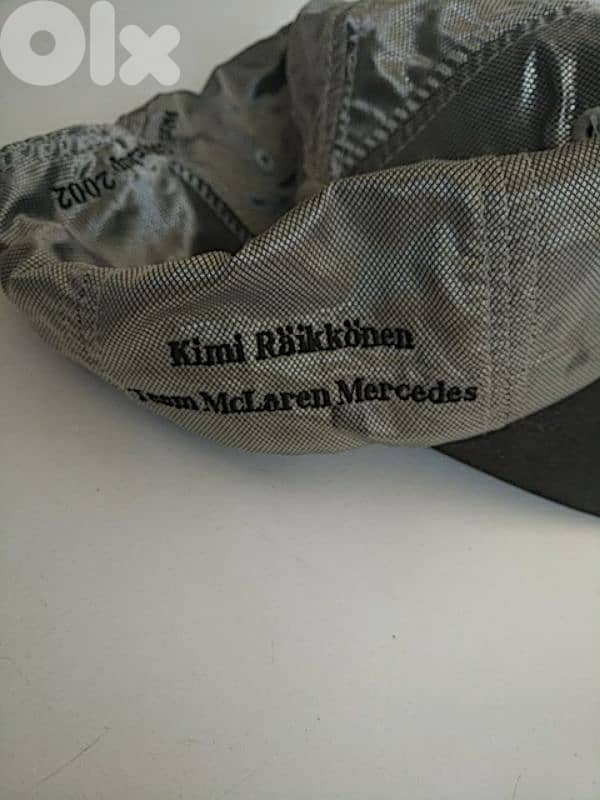 Olx
2002
Kimi Räikkönen
Team McLaren Mercedes